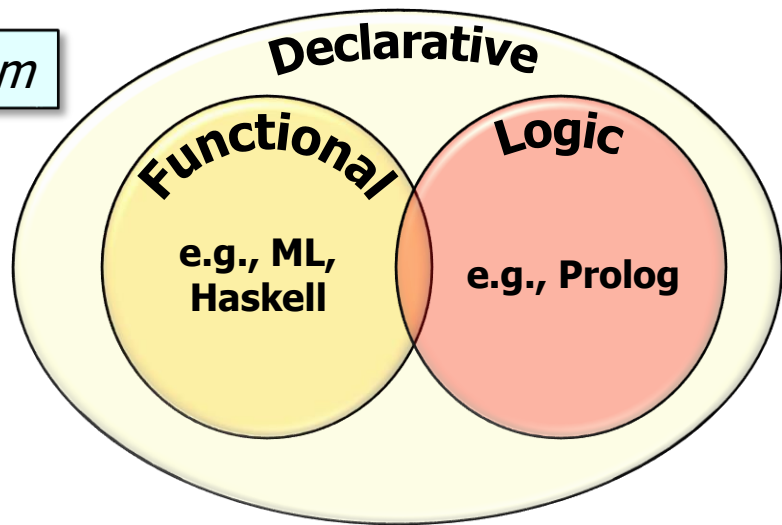 m
Declarative
Functional
Logic
e.g., ML,
Haskell
e.g., Prolog